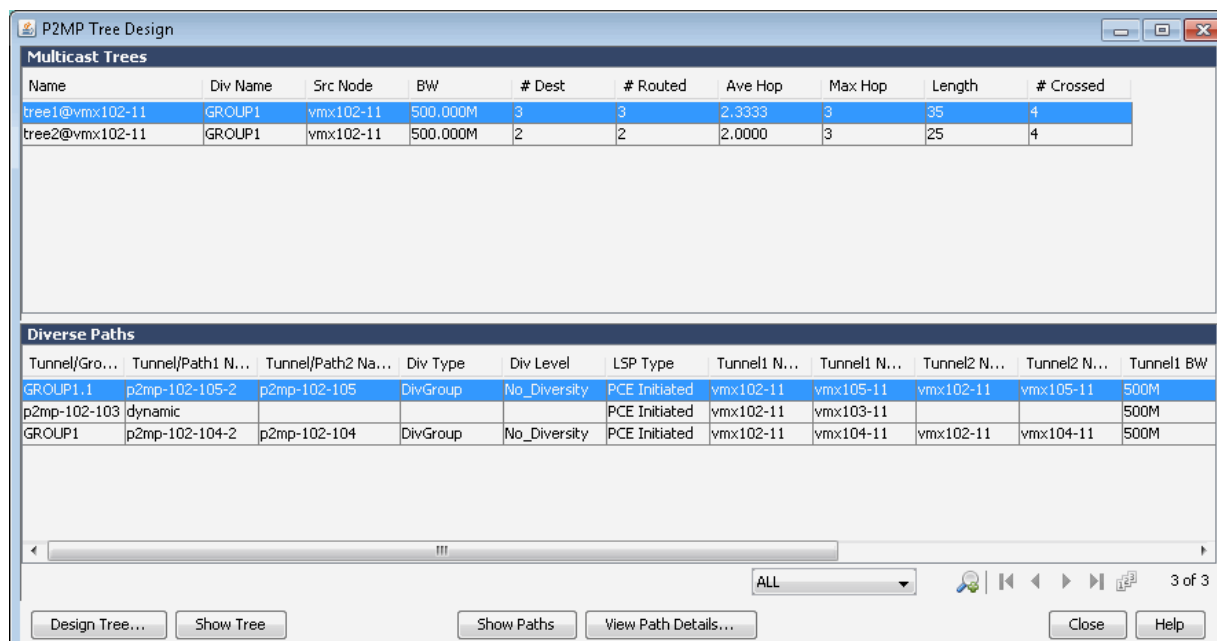 P2MP Tree Design
Multicast Trees
Name Div Name Src Node BW # Dest # Routed Ave Hop Max Hop Length # Crossed
tree1@vmx102-11 GROUP1 vmx102-11 500.000M 3 3 2.3333 3 35 4
tree2@vmx102-11 GROUP1 vmx102-11 500.000M 2 2 2.0000 3 25 4
Diverse Paths
Tunnel/Gro... Tunnel/Path1 N... Tunnel/Path2 Na... Div Type Div Level LSP Type Tunnel1 N... Tunnel1 N... Tunnel2 N... Tunnel2 N... Tunnel1 BW
GROUP1.1 p2mp-102-105-2 p2mp-102-105 DivGroup No_Diversity PCE Initiated vmx102-11 vmx105-11 vmx102-11 vmx105-11 500M
p2mp-102-103 dynamic PCE Initiated vmx102-11 vmx103-11 500M
GROUP1 p2mp-102-104-2 p2mp-102-104 DivGroup No_Diversity PCE Initiated vmx102-11 vmx104-11 vmx102-11 vmx104-11 500M
ALL 3 of 3
Design Tree... Show Tree Show Paths View Path Details... Close Help